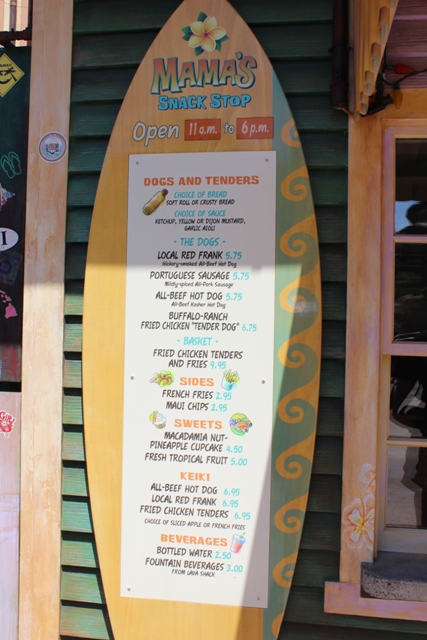 MAMA'S
SNACK STOP
Open 11 a.m. to 6 p.m.
DOGS AND TENDERS
CHOICE OF BREAD
SOFT ROLL OR CRUSTY BREAD
CHOICE OF SAUCE
KETCHUP, YELLOW OR DIJON MUSTARD,
GARLIC AIOLI
- THE DOGS -
LOCAL RED FRANK 5.75
Hickory-smoked All-Beef Hot Dog
PORTUGUESE SAUSAGE 5.75
Mildly-spiced All-Pork Sausage
ALL-BEEF HOT DOG 5.75
All-Beef Kosher Hot Dog
BUFFALO-RANCH
FRIED CHICKEN "TENDER DOG" 6.75
- BASKET -
FRIED CHICKEN TENDERS
AND FRIES 9.95
SIDES
FRENCH FRIES 2.95
MAUI CHIPS 2.95
SWEETS
MACADAMIA NUT-
PINEAPPLE CUPCAKE 4.50
FRESH TROPICAL FRUIT 5.00
KEIKI
ALL-BEEF HOT DOG 6.95
LOCAL RED FRANK 6.95
FRIED CHICKEN TENDERS 6.95
CHOICE OF SLICED APPLE OR FRENCH FRIES
BEVERAGES
BOTTLED WATER 2.50
FOUNTAIN BEVERAGES 3.00
FROM LAVA SHACK